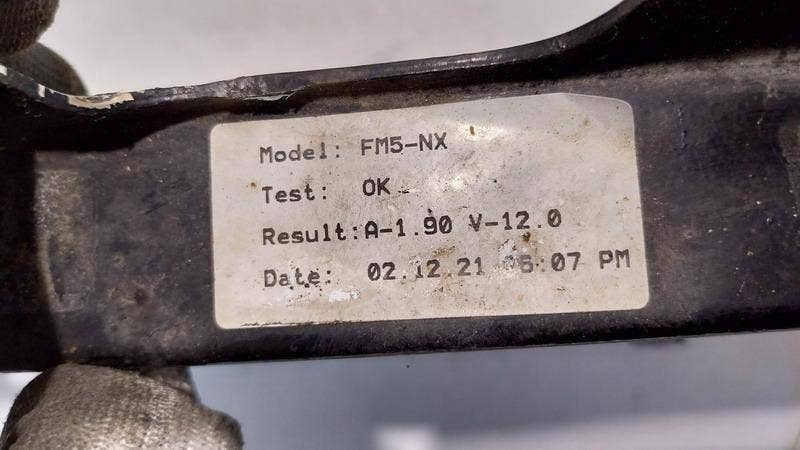 Model: FM5-NX
Test: OK
Result:A-1.90 V-12.0
Date: 02.12.21 PM